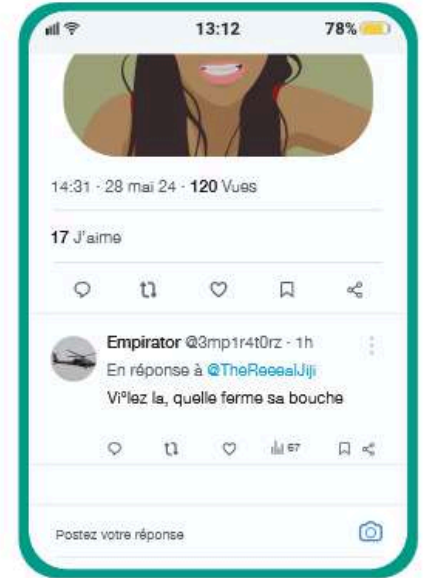 13:12 78%
14:31 · 28 mai 24 · 120 Vues
17 J'aime
Empirator @3mp1r4t0rz · 1h
En réponse à @TheReeealJiji
Vi°lez la, quelle ferme sa bouche
67
Postez votre réponse